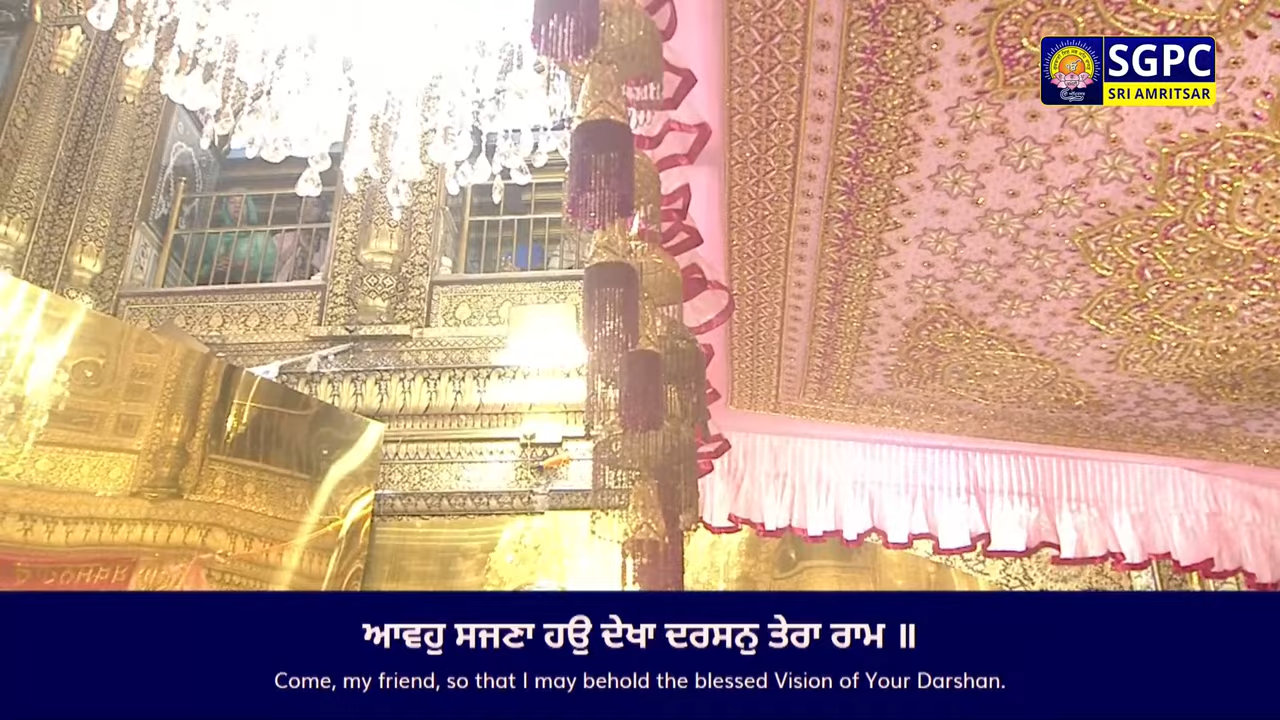 SGPC
SRI AMRITSAR
ਆਵਹੁ ਸਜਣਾ ਹਉ ਦੇਖਾ ਦਰਸਨੁ ਤੇਰਾ ਰਾਮ ॥
Come, my friend, so that I may behold the blessed Vision of Your Darshan.